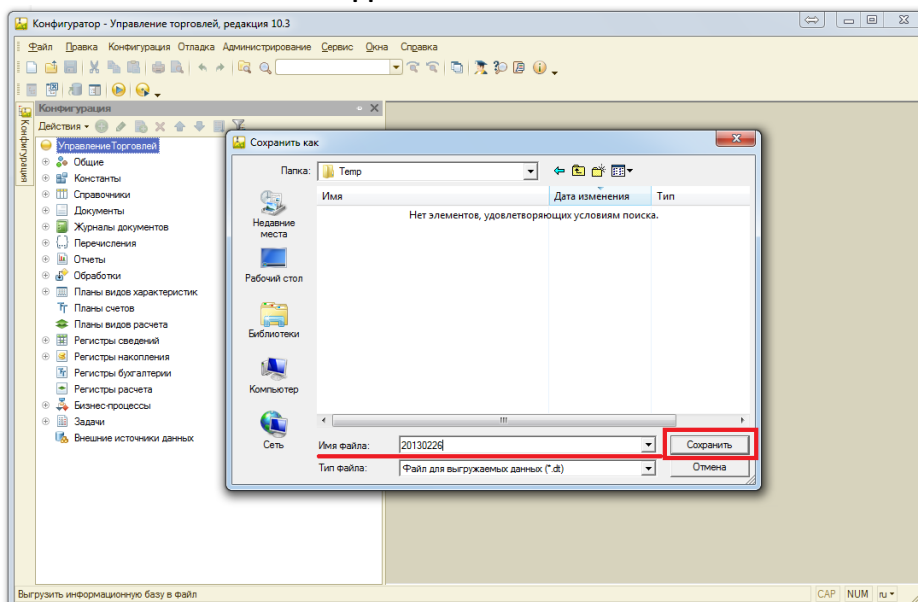 Конфигуратор - Управление торговлей, редакция 10.3
Файл Правка Конфигурация Отладка Администрирование Сервис Окна Справка
Конфигурация
Действия
Конфигурация
УправлениеТорговлей
Общие
Константы
Справочники
Документы
Журналы документов
Перечисления
Отчеты
Обработки
Планы видов характеристик
Планы счетов
Планы видов расчета
Регистры сведений
Регистры накопления
Регистры бухгалтерии
Регистры расчета
Бизнес-процессы
Задачи
Внешние источники данных
Сохранить как
Папка: Temp
Имя Дата изменения Тип
Нет элементов, удовлетворяющих условиям поиска.
Недавние
места
Рабочий стол
Библиотеки
Компьютер
Сеть
Имя файла: 20130226 Сохранить
Тип файла: Файл для выгружаемых данных (*.dt) Отмена
Выгрузить информационную базу в файл CAP NUM ru